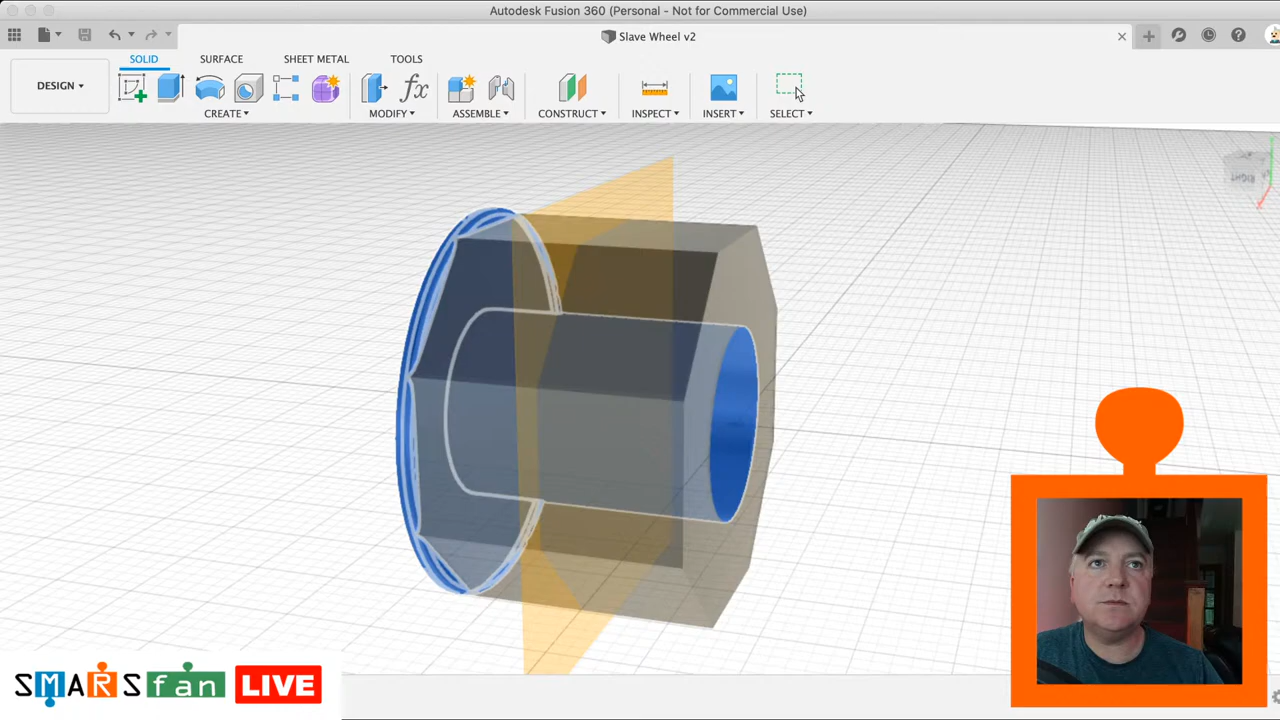 Autodesk Fusion 360 (Personal - Not for Commercial Use)
Slave Wheel v2
SOLID SURFACE SHEET METAL TOOLS
DESIGN
CREATE MODIFY ASSEMBLE CONSTRUCT INSPECT INSERT SELECT
RIGHT
SMARSfan LIVE